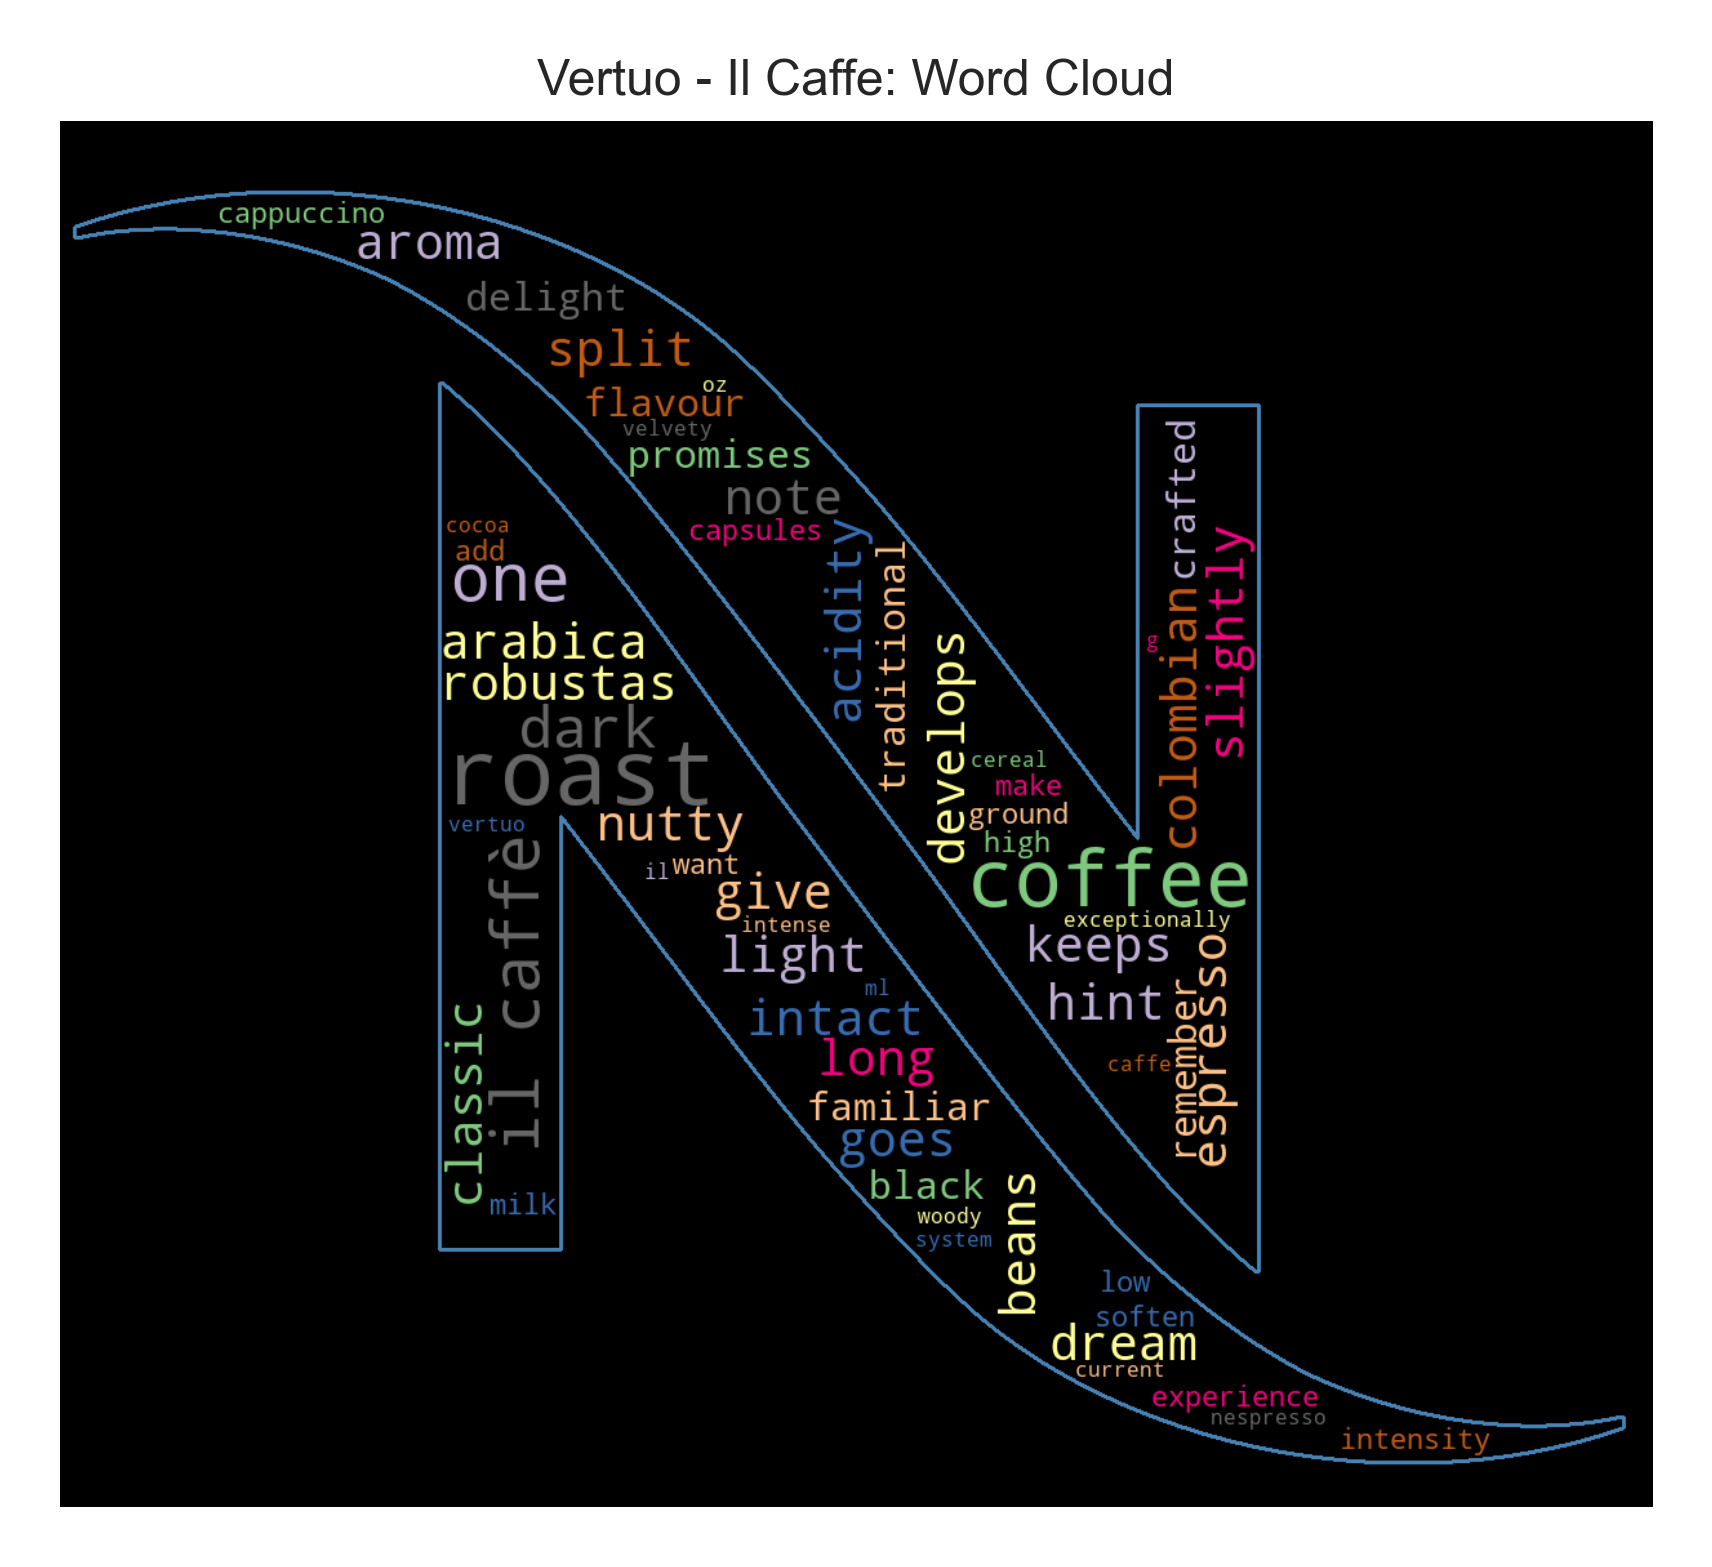 Vertuo - Il Caffe: Word Cloud
cappuccino
aroma
delight
split
oz
flavour
velvety
promises
note
capsules
acidity
traditional
develops
cereal
make
ground
high
coffee
exceptionally
keeps
hint
caffe
remember
espresso
crafted
slightly
colombian
g
cocoa
add
one
arabica
robustas
dark
roast
vertuo
nutty
il caffè
classic
milk
want
il
give
intense
light
ml
intact
long
familiar
goes
black
woody
system
beans
low
soften
dream
current
experience
nespresso
intensity